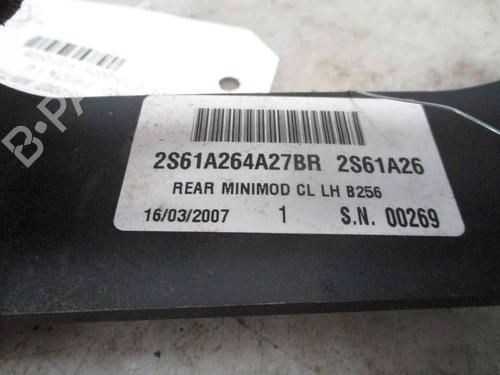 2S61A264A27BR 2S61A26
REAR MINIMOD CL LH B256
16/03/2007 1 S.N. 00269